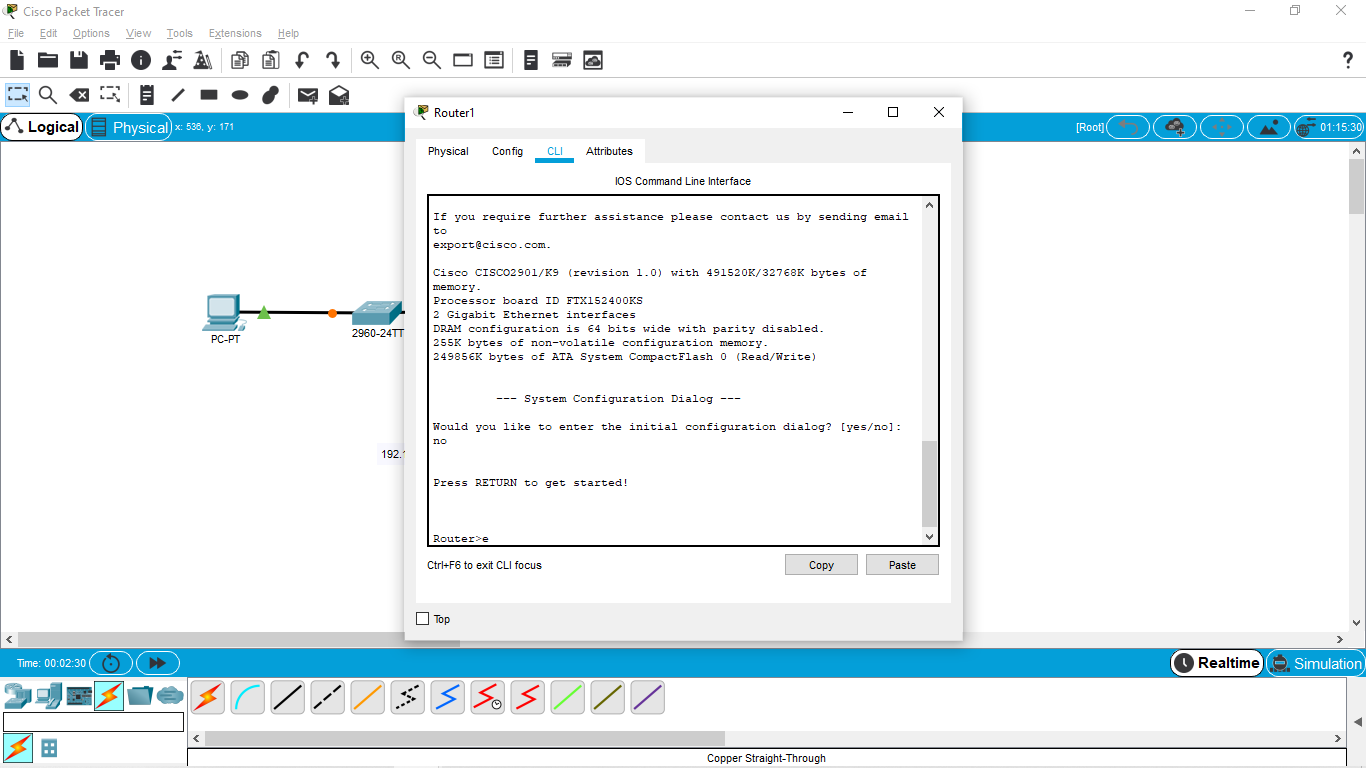 Cisco Packet Tracer
File Edit Options View Tools Extensions Help
Logical Physical x: 536, y: 171
[Root] 01:15:30
PC-PT
2960-24TT
192.1
Router1
Physical Config CLI Attributes
IOS Command Line Interface
If you require further assistance please contact us by sending email
to
export@cisco.com.
Cisco CISCO2901/K9 (revision 1.0) with 491520K/32768K bytes of
memory.
Processor board ID FTX152400KS
2 Gigabit Ethernet interfaces
DRAM configuration is 64 bits wide with parity disabled.
255K bytes of non-volatile configuration memory.
249856K bytes of ATA System CompactFlash 0 (Read/Write)
--- System Configuration Dialog ---
Would you like to enter the initial configuration dialog? [yes/no]:
no
Press RETURN to get started!
Router>e
Ctrl+F6 to exit CLI focus
Copy Paste
Top
Time: 00:02:30
Realtime Simulation
Copper Straight-Through